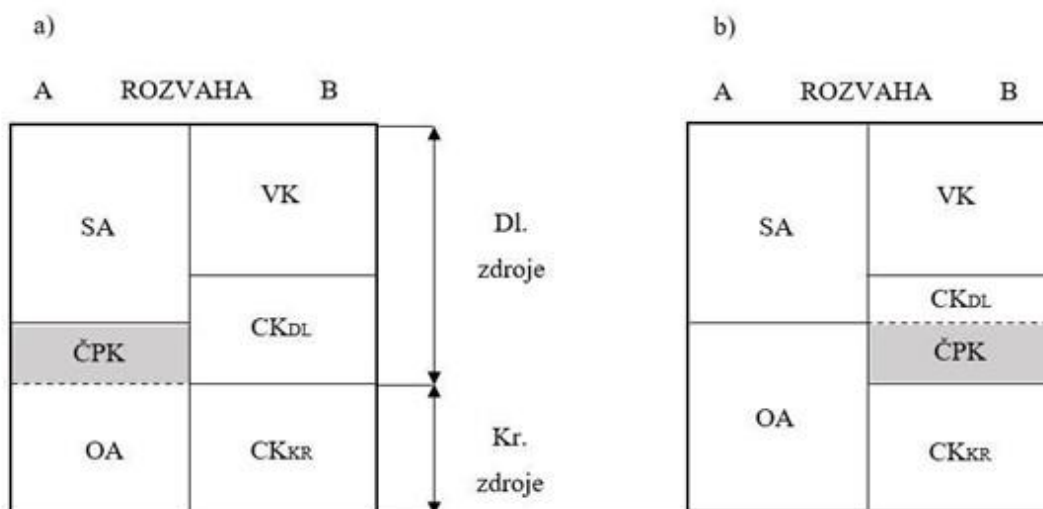 a)
A ROZVAHA B
SA
VK
ČPK
CKDL
OA
CKKR
Dl.
zdroje
Kr.
zdroje
b)
A ROZVAHA B
SA
VK
CKDL
ČPK
OA
CKKR